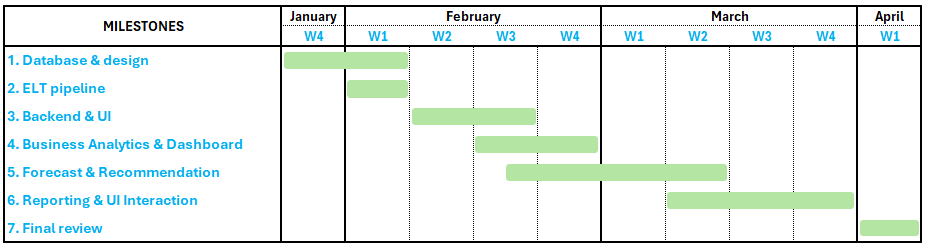 MILESTONES January February March April
W4 W1 W2 W3 W4 W1 W2 W3 W4 W1
1. Database & design
2. ELT pipeline
3. Backend & UI
4. Business Analytics & Dashboard
5. Forecast & Recommendation
6. Reporting & UI Interaction
7. Final review